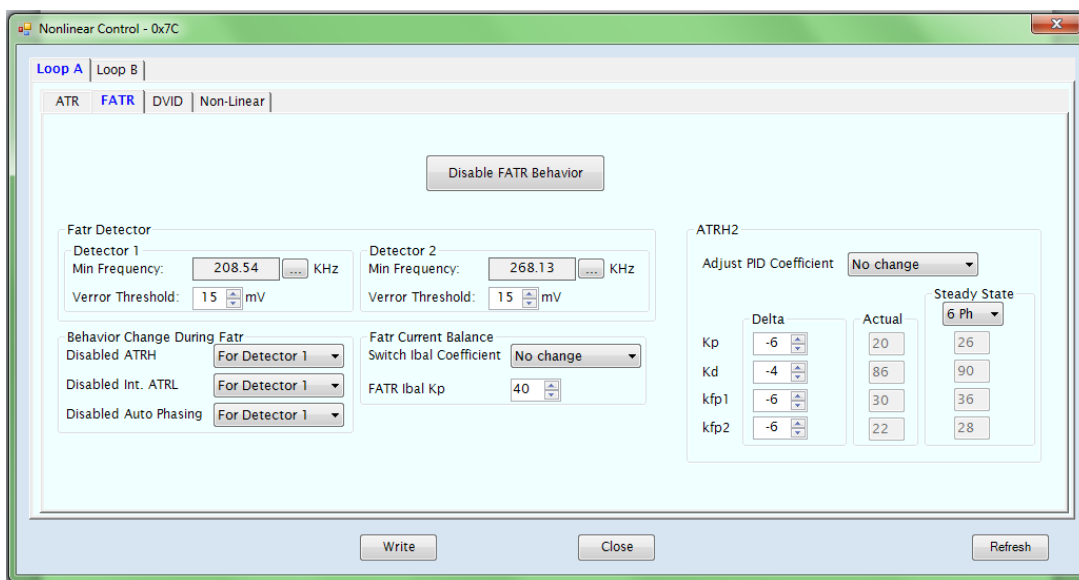 Nonlinear Control - 0x7C
Loop A Loop B
ATR FATR DVID Non-Linear
Disable FATR Behavior
Fatr Detector
Detector 1
Min Frequency: 208.54 ... KHz
Verror Threshold: 15 mV
Detector 2
Min Frequency: 268.13 ... KHz
Verror Threshold: 15 mV
Behavior Change During Fatr
Disabled ATRH For Detector 1
Disabled Int. ATRL For Detector 1
Disabled Auto Phasing For Detector 1
Fatr Current Balance
Switch Ibal Coefficient No change
FATR Ibal Kp 40
ATRH2
Adjust PID Coefficient No change
Steady State
6 Ph
Delta Actual
Kp -6 20 26
Kd -4 86 90
kfp1 -6 30 36
kfp2 -6 22 28
Write Close Refresh